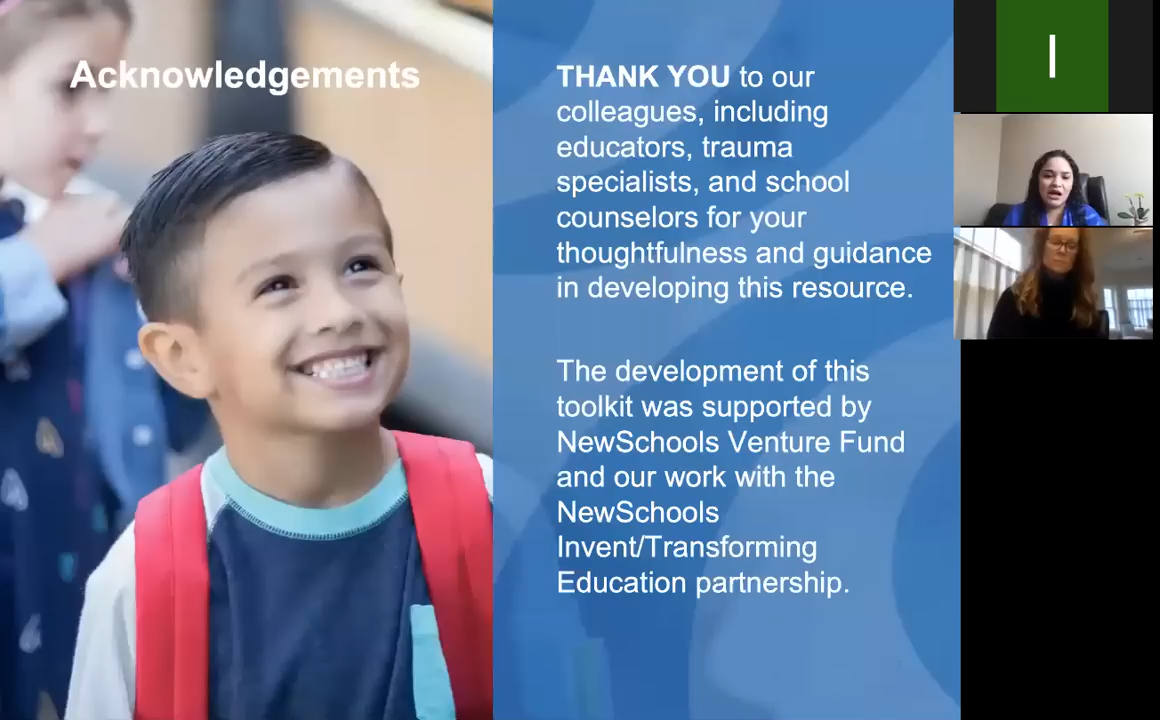 Acknowledgements
THANK YOU to our
colleagues, including
educators, trauma
specialists, and school
counselors for your
thoughtfulness and guidance
in developing this resource.
The development of this
toolkit was supported by
NewSchools Venture Fund
and our work with the
NewSchools
Invent/Transforming
Education partnership.
I